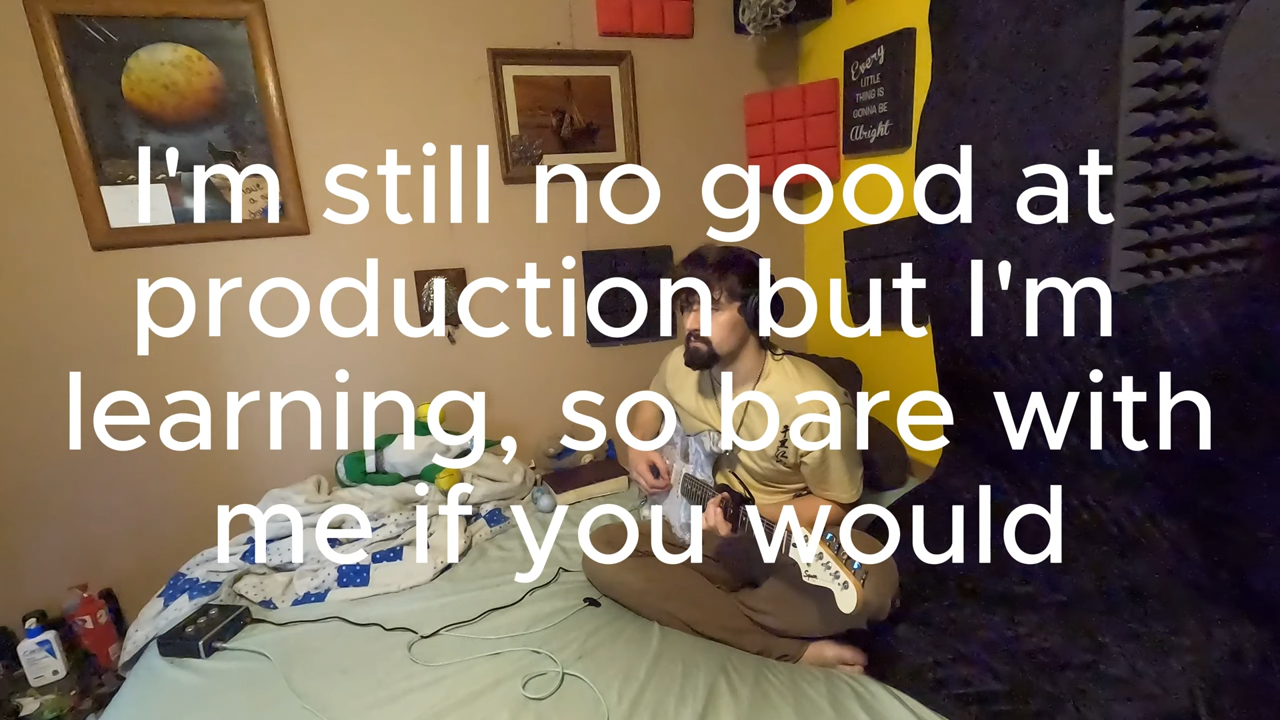 I'm still no good at
production but I'm
learning, so bare with
me if you would
Every
LITTLE
THING IS
GONNA BE
Alright
Squier